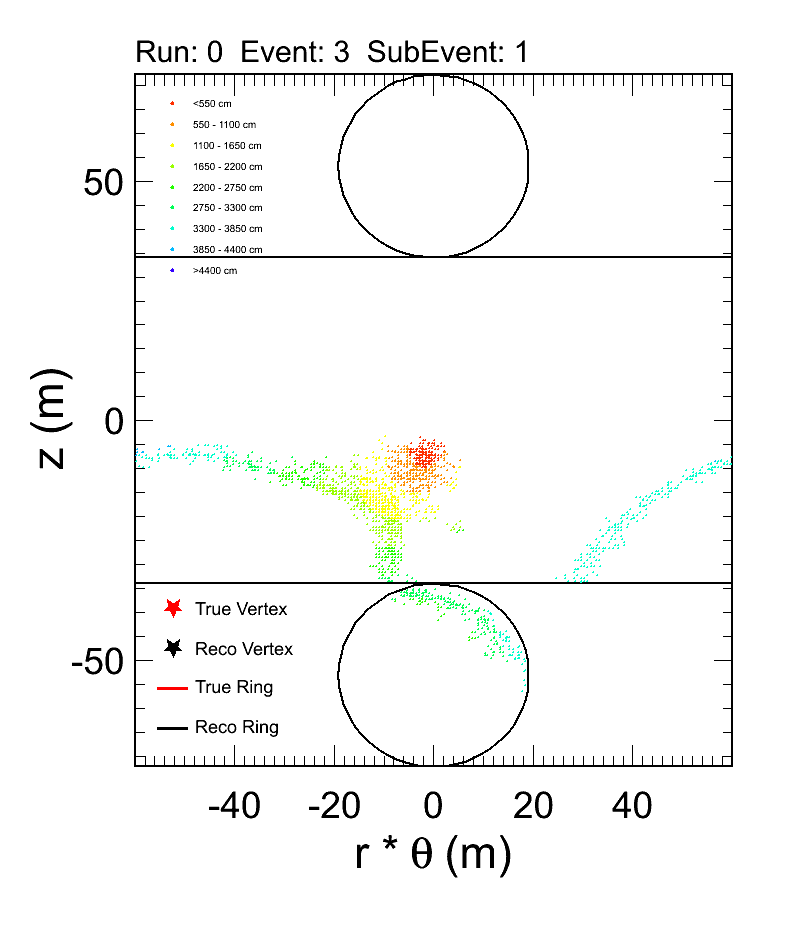 Run: 0  Event: 3  SubEvent: 1
<550 cm
550 - 1100 cm
1100 - 1650 cm
1650 - 2200 cm
2200 - 2750 cm
2750 - 3300 cm
3300 - 3850 cm
3850 - 4400 cm
>4400 cm
50
0
-50
z (m)
True Vertex
Reco Vertex
True Ring
Reco Ring
-40 -20 0 20 40
r * θ (m)